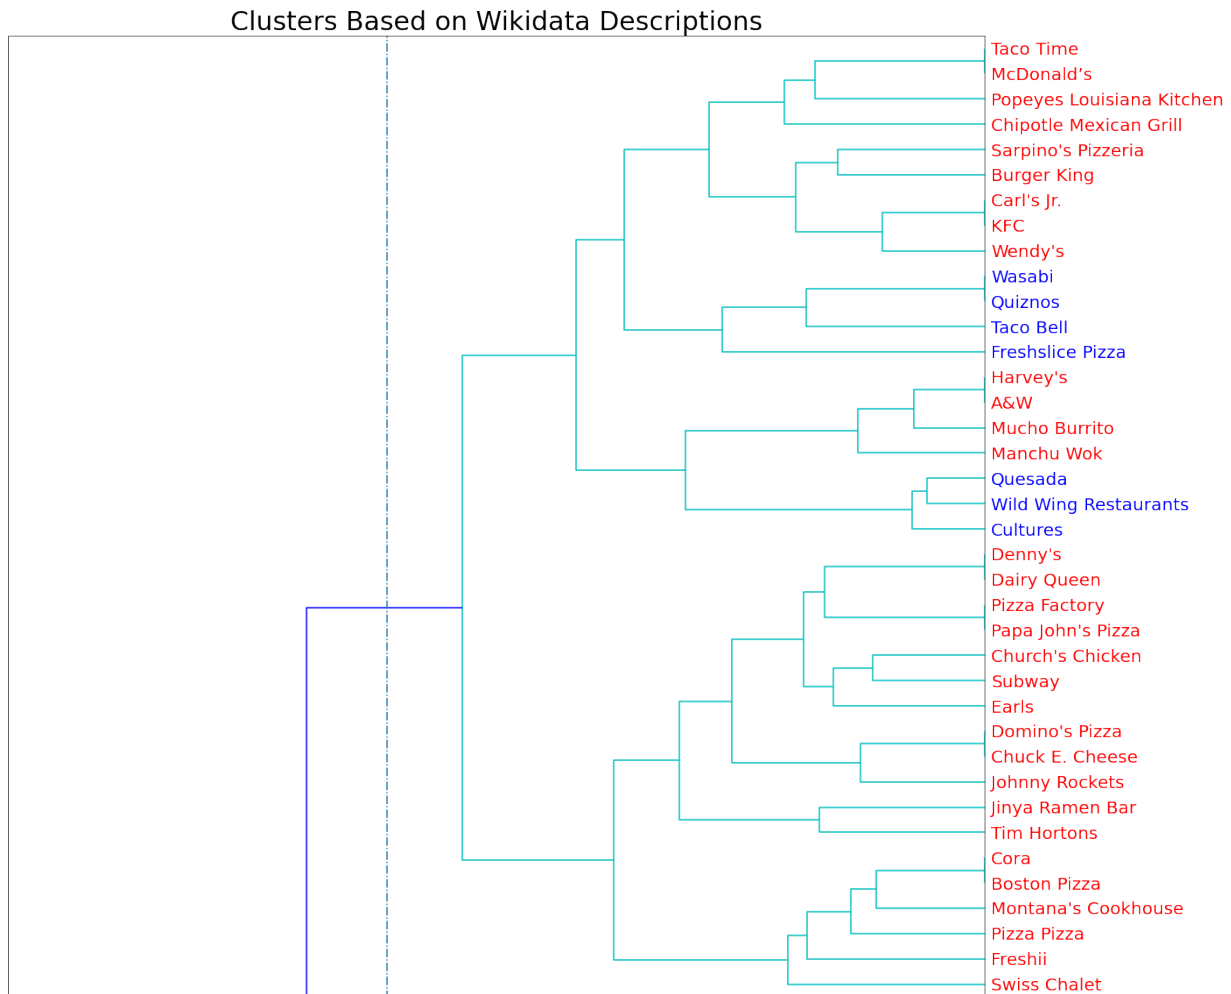 Clusters Based on Wikidata Descriptions
Taco Time
McDonald’s
Popeyes Louisiana Kitchen
Chipotle Mexican Grill
Sarpino's Pizzeria
Burger King
Carl's Jr.
KFC
Wendy's
Wasabi
Quiznos
Taco Bell
Freshslice Pizza
Harvey's
A&W
Mucho Burrito
Manchu Wok
Quesada
Wild Wing Restaurants
Cultures
Denny's
Dairy Queen
Pizza Factory
Papa John's Pizza
Church's Chicken
Subway
Earls
Domino's Pizza
Chuck E. Cheese
Johnny Rockets
Jinya Ramen Bar
Tim Hortons
Cora
Boston Pizza
Montana's Cookhouse
Pizza Pizza
Freshii
Swiss Chalet